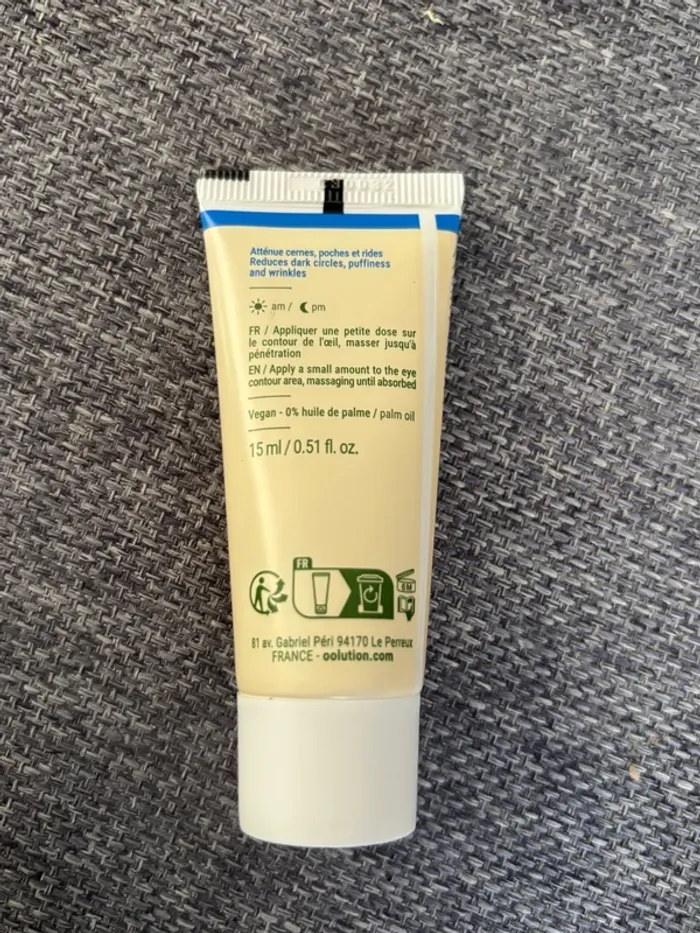 Atténue cernes, poches et rides
Reduces dark circles, puffiness
and wrinkles
am / pm
FR / Appliquer une petite dose sur
le contour de l'œil, masser jusqu'à
pénétration
EN / Apply a small amount to the eye
contour area, massaging until absorbed
Vegan - 0% huile de palme / palm oil
15 ml / 0.51 fl. oz.
FR
6M
81 av. Gabriel Péri 94170 Le Perreux
FRANCE - oolution.com